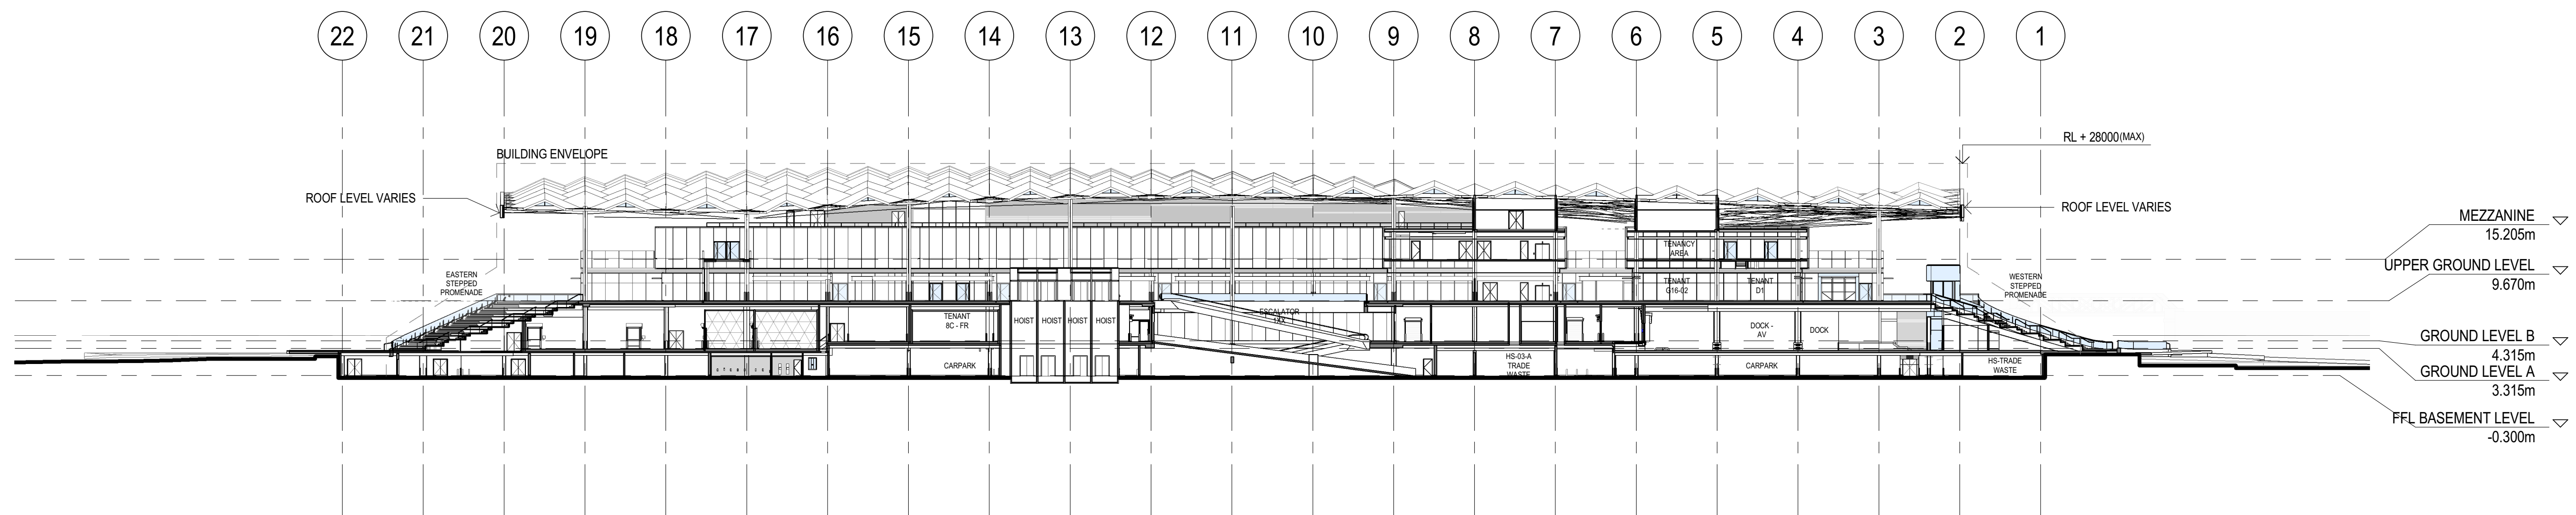 22 21 20 19 18 17 16 15 14 13 12 11 10 9 8 7 6 5 4 3 2 1
RL + 28000(MAX)
BUILDING ENVELOPE
ROOF LEVEL VARIES
ROOF LEVEL VARIES
MEZZANINE
15.205m
UPPER GROUND LEVEL
9.670m
GROUND LEVEL B
4.315m
GROUND LEVEL A
3.315m
FFL BASEMENT LEVEL
-0.300m
EASTERN
STEPPED
PROMENADE
TENANCY
AREA
TENANT
G16-02
TENANT
D1
WESTERN
STEPPED
PROMENADE
TENANT
8C - FR
HOIST HOIST HOIST HOIST
ESCALATOR
DOCK -
AV
DOCK
CARPARK
HS-03-A
TRADE
WASTE
CARPARK
HS-TRADE
WASTE